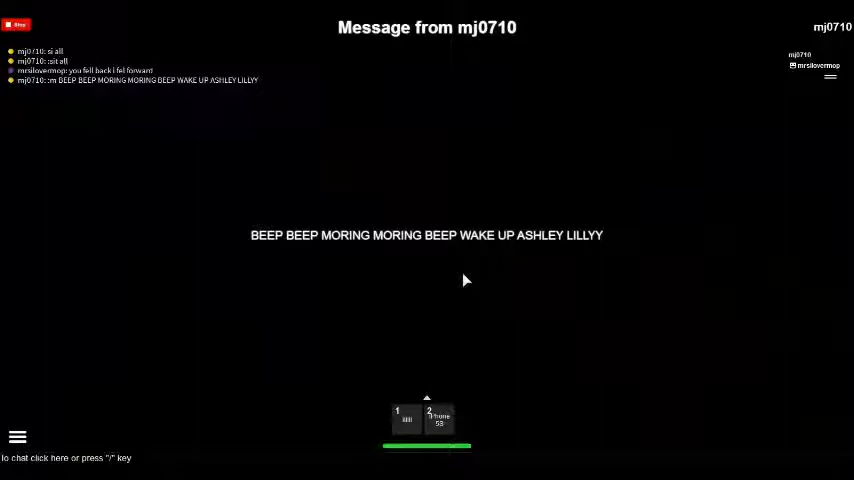 Stop
Message from mj0710
mj0710
mj0710: si all
mj0710: :sit all
mrsilovermop: you fell back i fel forward
mj0710: :m BEEP BEEP MORING MORING BEEP WAKE UP ASHLEY LILLYY
mj0710
mrsilovermop
BEEP BEEP MORING MORING BEEP WAKE UP ASHLEY LILLYY
1
2
iPhone
5S
To chat click here or press "/" key